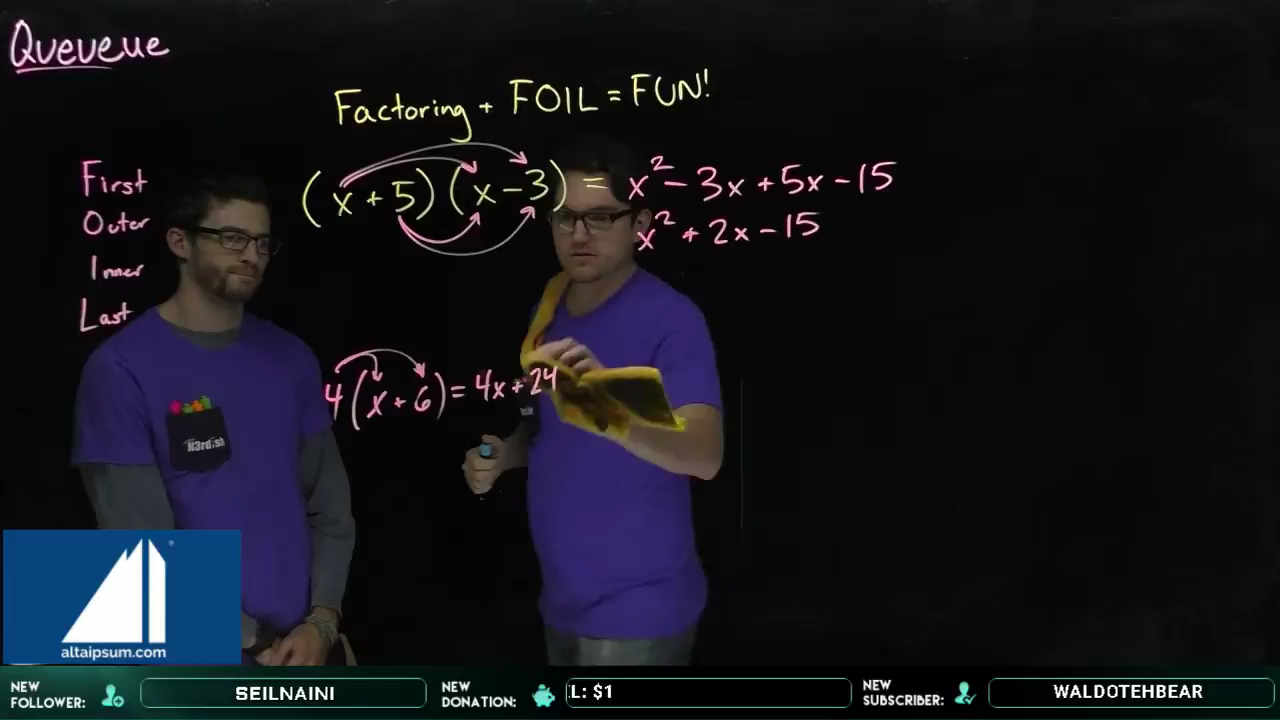 Queueue
Factoring + FOIL = FUN!
First
Outer
Inner
Last
(x + 5) (x - 3) = x² - 3x + 5x - 15
x² + 2x - 15
4(x + 6) = 4x + 24
N3rdish
altaipsum.com
NEW FOLLOWER:
SEILNAINI
NEW DONATION:
L: $1
NEW SUBSCRIBER:
WALDOTEHBEAR